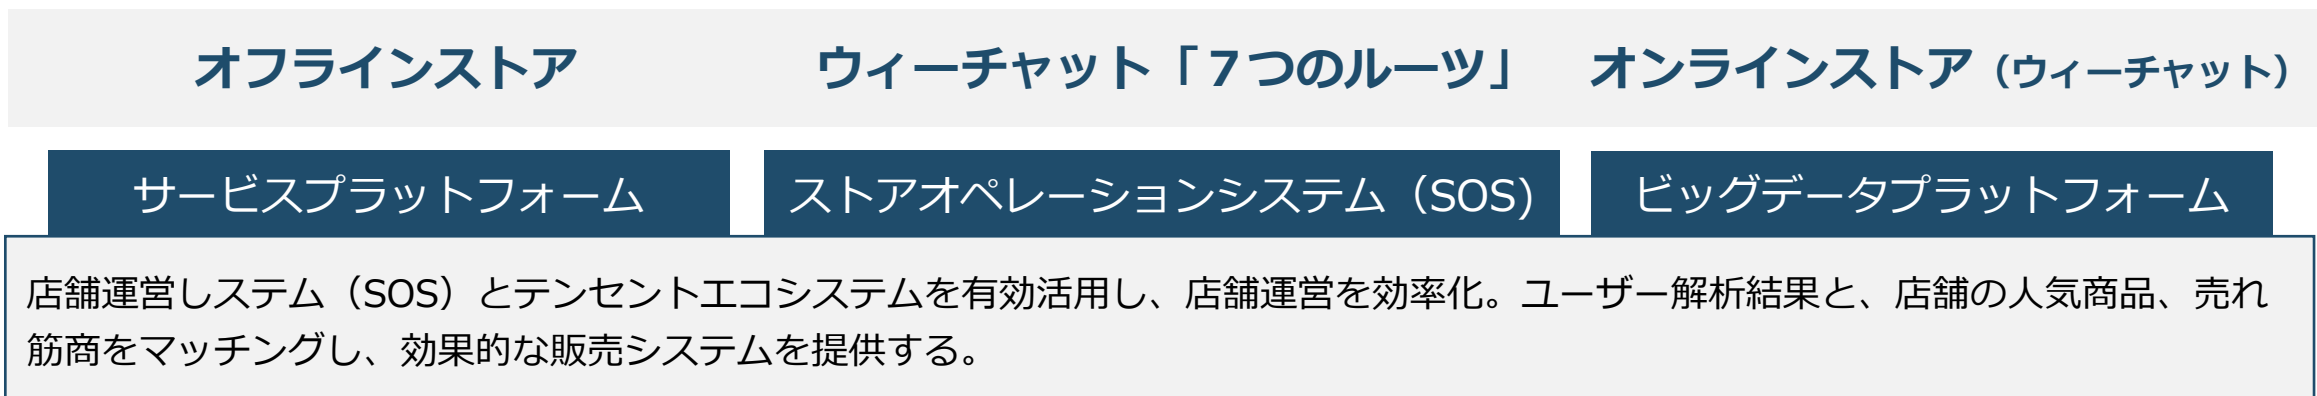 オフラインストア ウィーチャット「７つのルーツ」 オンラインストア（ウィーチャット）
サービスプラットフォーム ストアオペレーションシステム（SOS) ビッグデータプラットフォーム
店舗運営しステム（SOS）とテンセントエコシステムを有効活用し、店舗運営を効率化。ユーザー解析結果と、店舗の人気商品、売れ
筋商をマッチングし、効果的な販売システムを提供する。